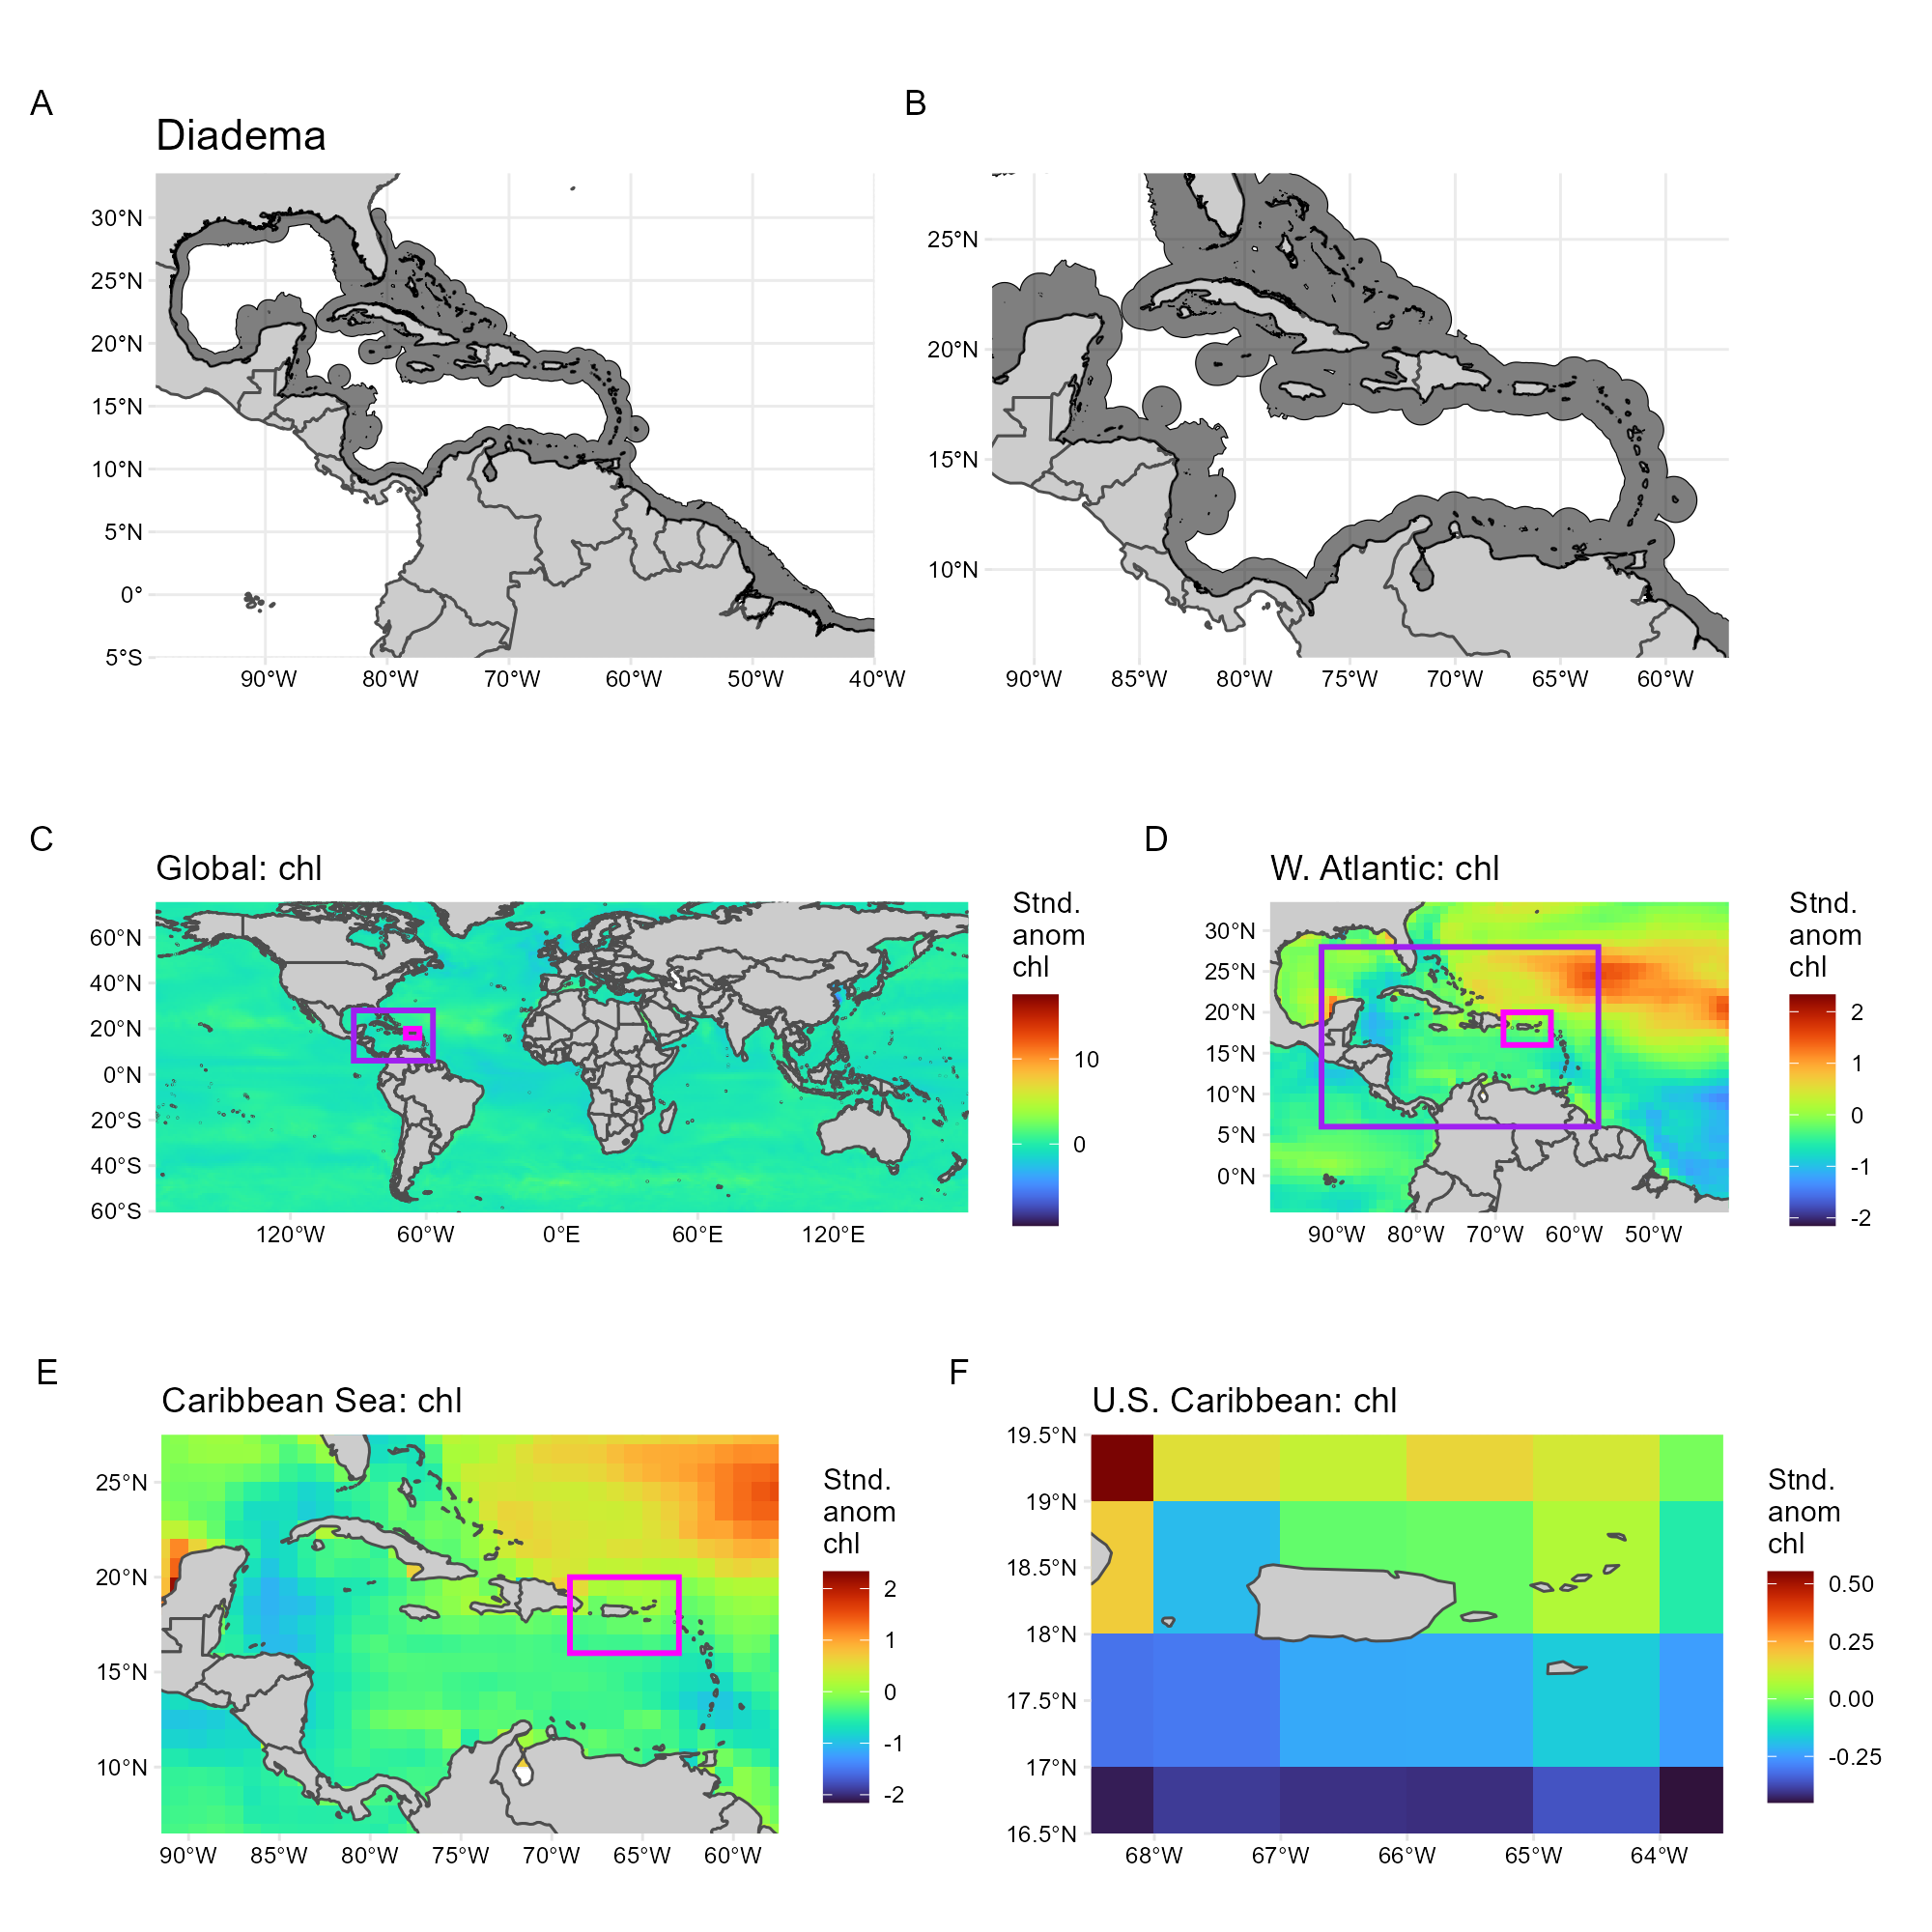 A
B
Diadema
30°N
25°N
20°N
15°N
10°N
5°N
0°
5°S
90°W
80°W
70°W
60°W
50°W
40°W
25°N
20°N
15°N
10°N
90°W
85°W
80°W
75°W
70°W
65°W
60°W
C
Global: chl
60°N
40°N
20°N
0°N
20°S
40°S
60°S
120°W
60°W
0°E
60°E
120°E
Stnd.
anom
chl
10
0
D
W. Atlantic: chl
30°N
25°N
20°N
15°N
10°N
5°N
0°N
90°W
80°W
70°W
60°W
50°W
Stnd.
anom
chl
2
1
0
-1
-2
E
Caribbean Sea: chl
25°N
20°N
15°N
10°N
90°W
85°W
80°W
75°W
70°W
65°W
60°W
Stnd.
anom
chl
2
1
0
-1
-2
F
U.S. Caribbean: chl
19.5°N
19°N
18.5°N
18°N
17.5°N
17°N
16.5°N
68°W
67°W
66°W
65°W
64°W
Stnd.
anom
chl
0.50
0.25
0.00
-0.25